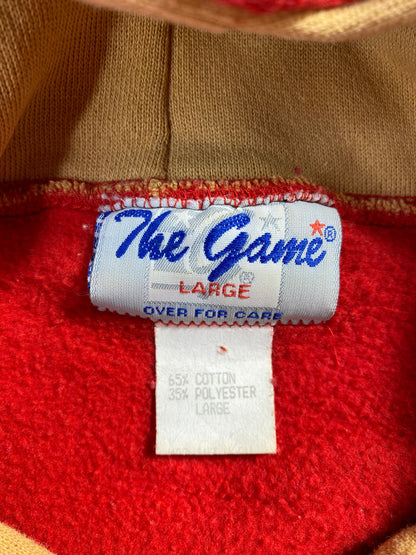 The Game®
LARGE
OVER FOR CARE
65% COTTON
35% POLYESTER
LARGE